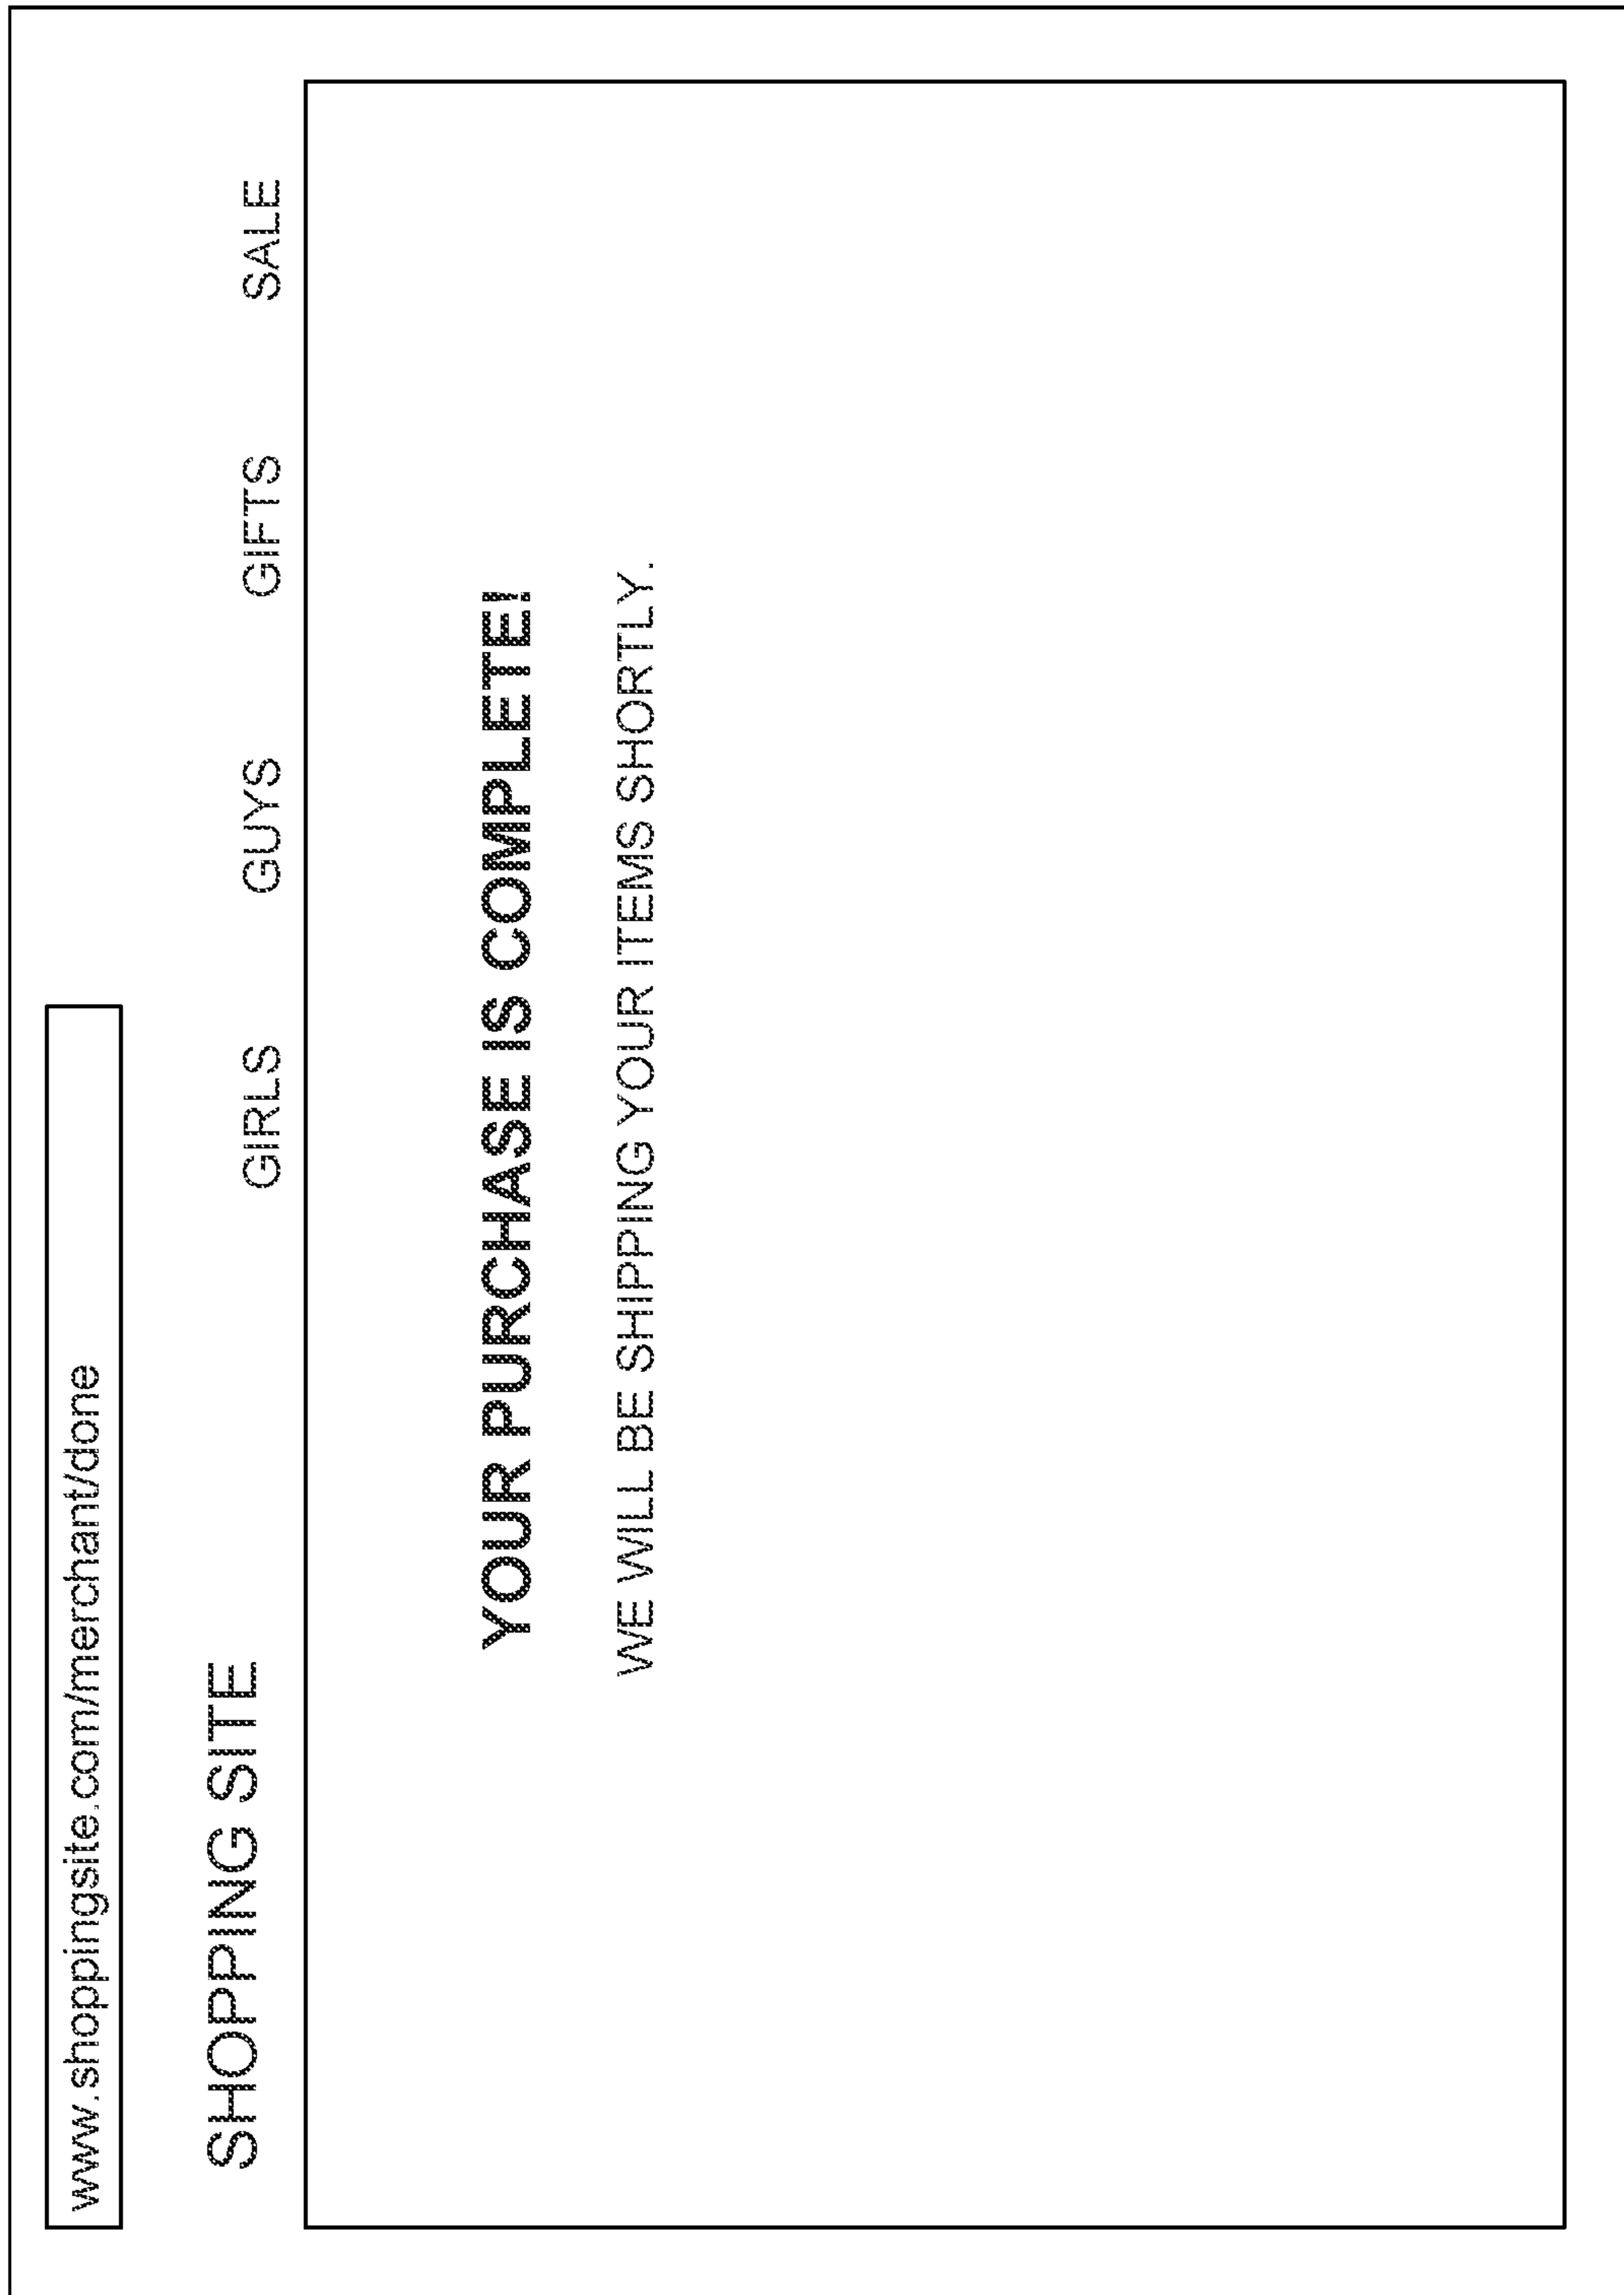 www.shoppingsite.com/merchant/done
SHOPPING SITE
GIRLS GUYS GIFTS SALE
YOUR PURCHASE IS COMPLETE!
WE WILL BE SHIPPING YOUR ITEMS SHORTLY.